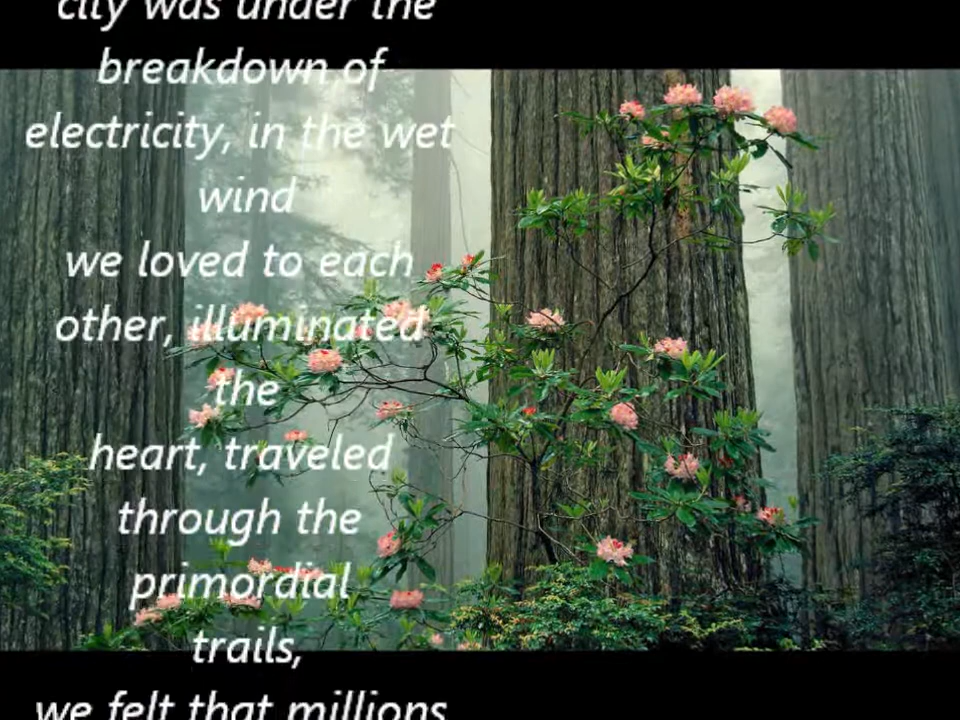 city was under the
breakdown of
electricity, in the wet
wind
we loved to each
other, illuminated
the
heart, traveled
through the
primordial
trails,
we felt that millions